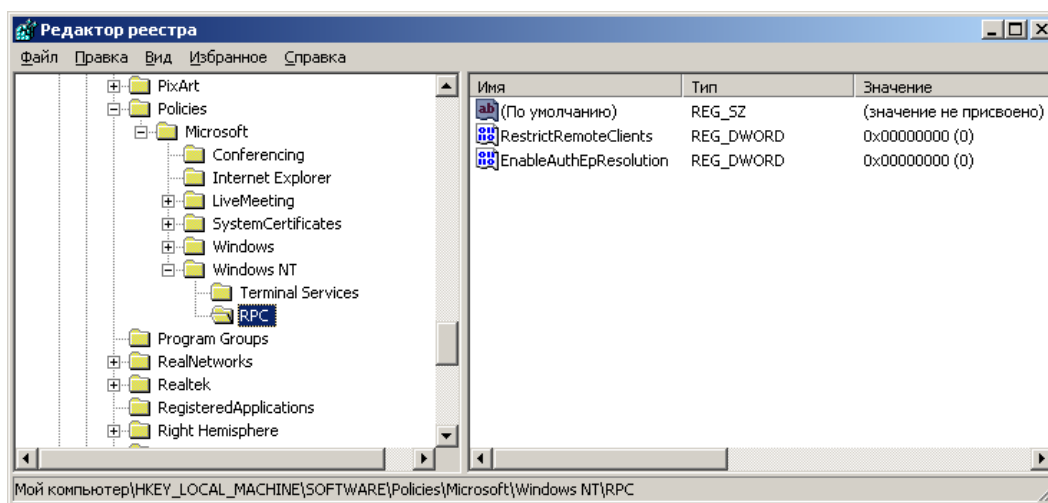 Редактор реестра
Файл Правка Вид Избранное Справка
PixArt
Policies
Microsoft
Conferencing
Internet Explorer
LiveMeeting
SystemCertificates
Windows
Windows NT
Terminal Services
RPC
Program Groups
RealNetworks
Realtek
RegisteredApplications
Right Hemisphere
Имя Тип Значение
(По умолчанию) REG_SZ (значение не присвоено)
RestrictRemoteClients REG_DWORD 0x00000000 (0)
EnableAuthEpResolution REG_DWORD 0x00000000 (0)
Мой компьютер\HKEY_LOCAL_MACHINE\SOFTWARE\Policies\Microsoft\Windows NT\RPC